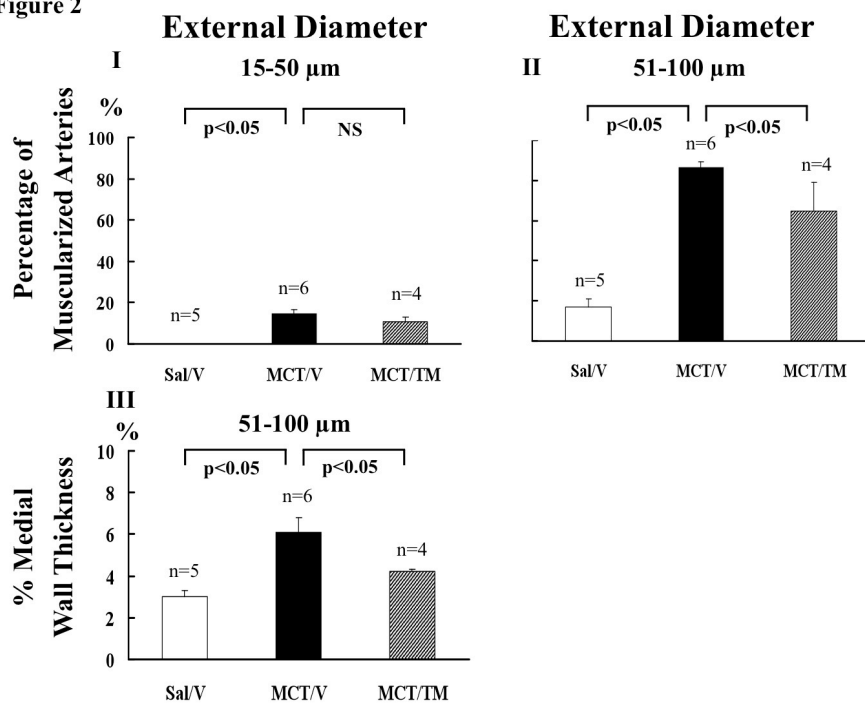 Figure 2
External Diameter
I
15-50 µm
%
Percentage of
Muscularized Arteries
100
80
60
40
20
0
p<0.05
NS
n=5
n=6
n=4
Sal/V
MCT/V
MCT/TM
External Diameter
II
51-100 µm
p<0.05
p<0.05
n=6
n=4
n=5
Sal/V
MCT/V
MCT/TM
III
51-100 µm
%
% Medial
Wall Thickness
10
8
6
4
2
0
p<0.05
p<0.05
n=6
n=4
n=5
Sal/V
MCT/V
MCT/TM